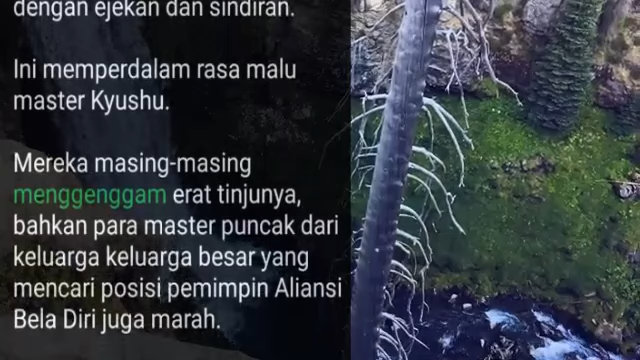 dengan ejekan dan sindiran.
Ini memperdalam rasa malu
master Kyushu.
Mereka masing-masing
menggenggam erat tinjunya,
bahkan para master puncak dari
keluarga keluarga besar yang
mencari posisi pemimpin Aliansi
Bela Diri juga marah.